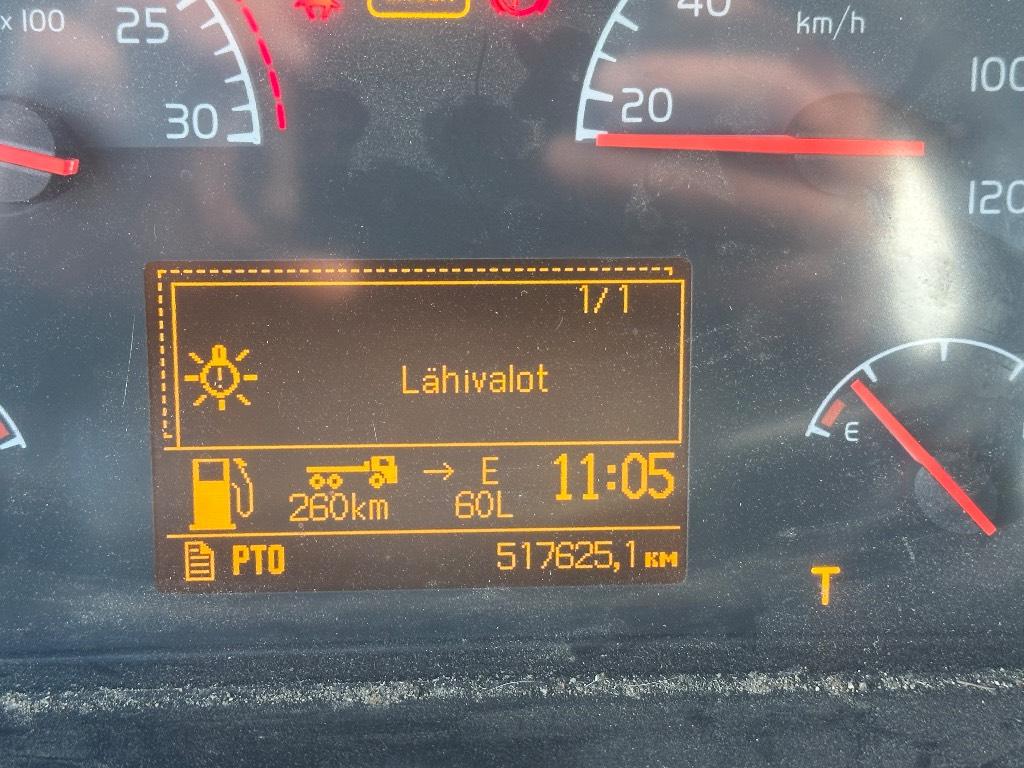 x 100
25
30
40
20
km/h
100
120
1/1
Lähivalot
E
260km
→ E
60L
11:05
PTO
517625,1 KM
T